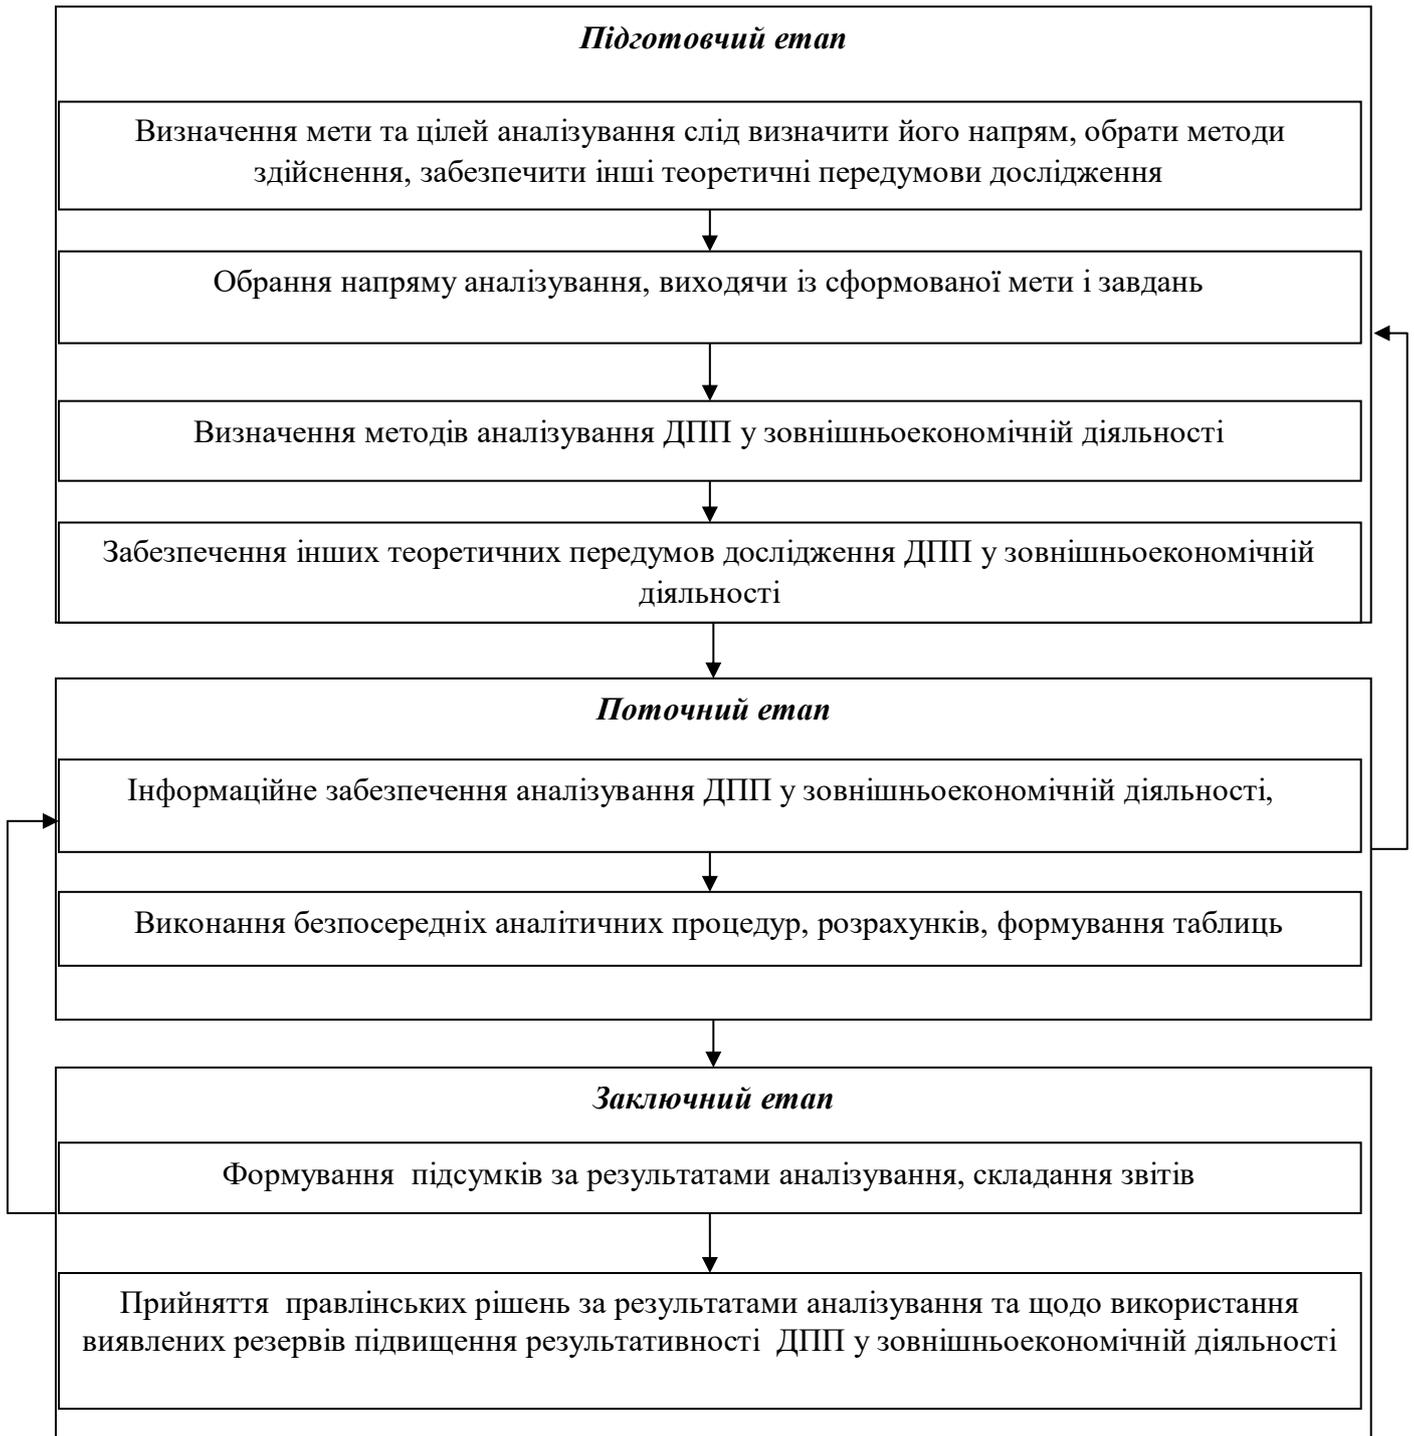 Підготовчий етап
Визначення мети та цілей аналізування слід визначити його напрям, обрати методи
здійснення, забезпечити інші теоретичні передумови дослідження
Обрання напряму аналізування, виходячи із сформованої мети і завдань
Визначення методів аналізування ДПП у зовнішньоекономічній діяльності
Забезпечення інших теоретичних передумов дослідження ДПП у зовнішньоекономічній
діяльності
Поточний етап
Інформаційне забезпечення аналізування ДПП у зовнішньоекономічній діяльності,
Виконання безпосередніх аналітичних процедур, розрахунків, формування таблиць
Заключний етап
Формування  підсумків за результатами аналізування, складання звітів
Прийняття  правлінських рішень за результатами аналізування та щодо використання
виявлених резервів підвищення результативності  ДПП у зовнішньоекономічній діяльності